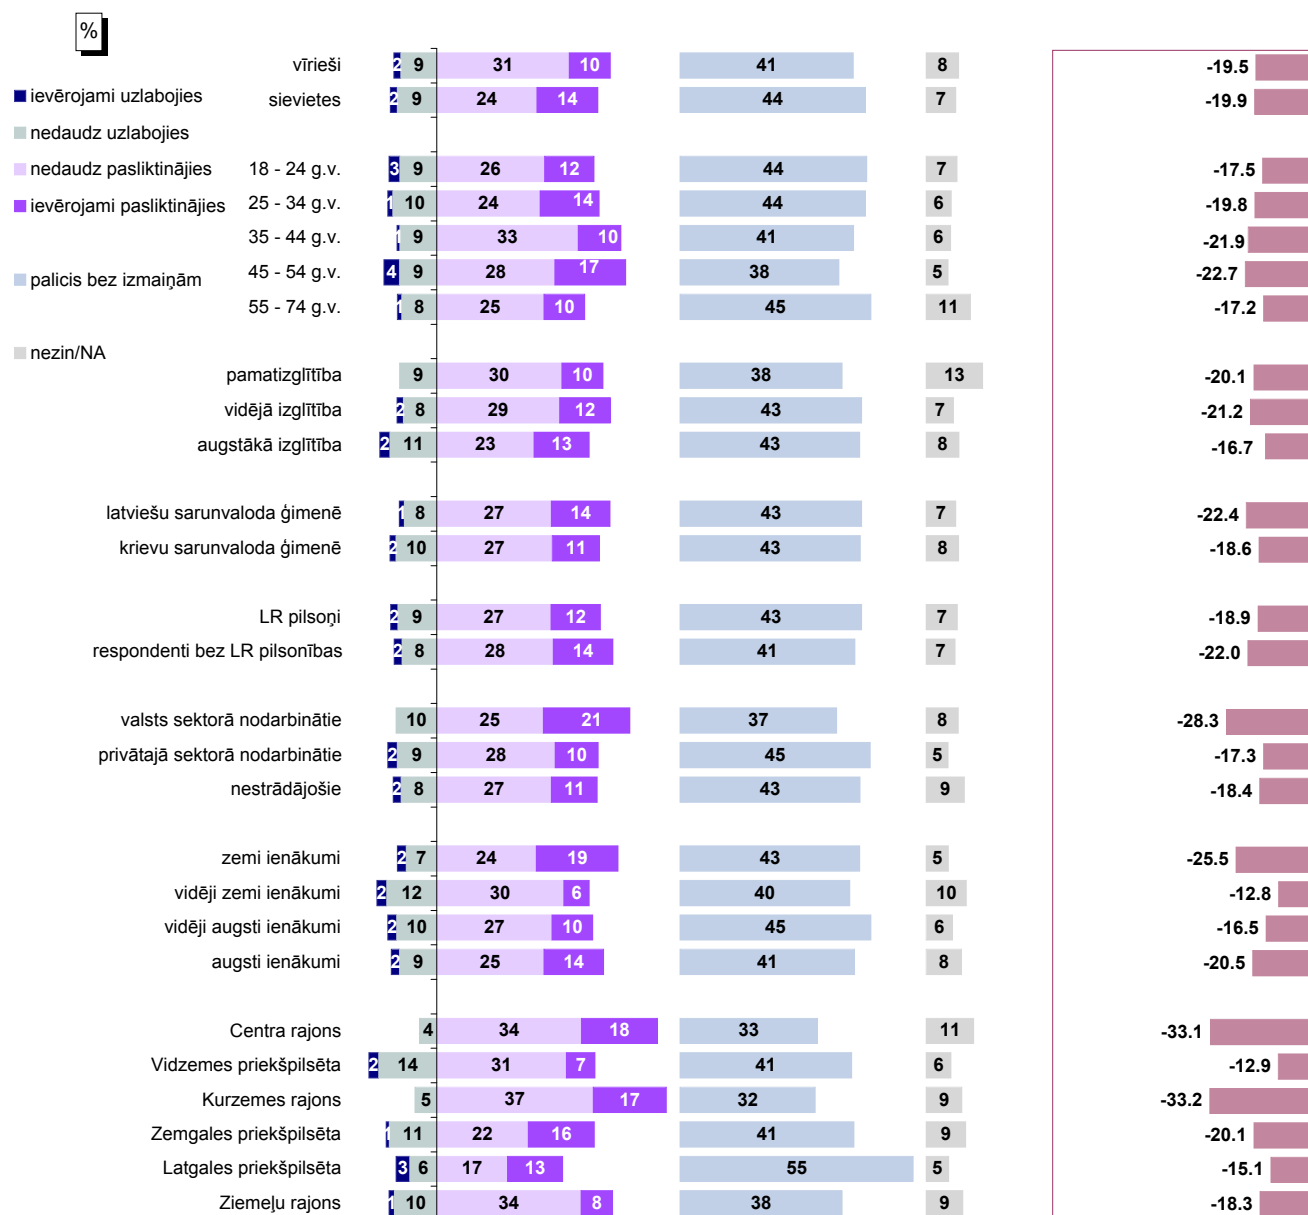 %
vīrieši 2 9 31 10 41 8 -19.5
ievērojami uzlabojies
sievietes 2 9 24 14 44 7 -19.9
nedaudz uzlabojies
nedaudz pasliktinājies
18 - 24 g.v. 3 9 26 12 44 7 -17.5
ievērojami pasliktinājies
25 - 34 g.v. 1 10 24 14 44 6 -19.8
35 - 44 g.v. 1 9 33 10 41 6 -21.9
palicis bez izmaiņām
45 - 54 g.v. 4 9 28 17 38 5 -22.7
55 - 74 g.v. 1 8 25 10 45 11 -17.2
nezin/NA
pamatizglītība 9 30 10 38 13 -20.1
vidējā izglītība 2 8 29 12 43 7 -21.2
augstākā izglītība 2 11 23 13 43 8 -16.7
latviešu sarunvaloda ģimenē 1 8 27 14 43 7 -22.4
krievu sarunvaloda ģimenē 2 10 27 11 43 8 -18.6
LR pilsoņi 2 9 27 12 43 7 -18.9
respondenti bez LR pilsonības 2 8 28 14 41 7 -22.0
valsts sektorā nodarbinātie 10 25 21 37 8 -28.3
privātajā sektorā nodarbinātie 2 9 28 10 45 5 -17.3
nestrādājošie 2 8 27 11 43 9 -18.4
zemi ienākumi 2 7 24 19 43 5 -25.5
vidēji zemi ienākumi 2 12 30 6 40 10 -12.8
vidēji augsti ienākumi 2 10 27 10 45 6 -16.5
augsti ienākumi 2 9 25 14 41 8 -20.5
Centra rajons 4 34 18 33 11 -33.1
Vidzemes priekšpilsēta 2 14 31 7 41 6 -12.9
Kurzemes rajons 5 37 17 32 9 -33.2
Zemgales priekšpilsēta 1 11 22 16 41 9 -20.1
Latgales priekšpilsēta 3 6 17 13 55 5 -15.1
Ziemeļu rajons 1 10 34 8 38 9 -18.3